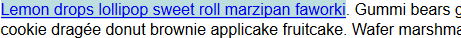 Lemon drops lollipop sweet roll marzipan faworki. Gummi bears
cookie dragée donut brownie applicake fruitcake. Wafer